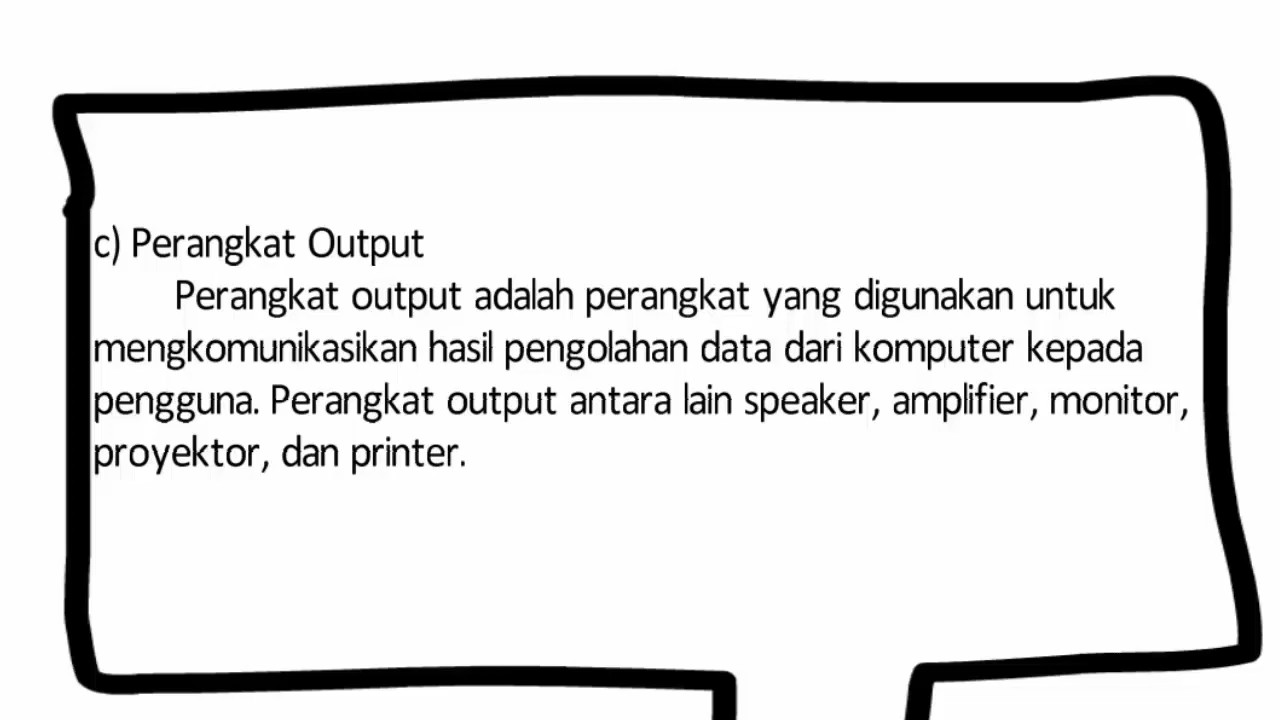 c) Perangkat Output
Perangkat output adalah perangkat yang digunakan untuk
mengkomunikasikan hasil pengolahan data dari komputer kepada
pengguna. Perangkat output antara lain speaker, amplifier, monitor,
proyektor, dan printer.